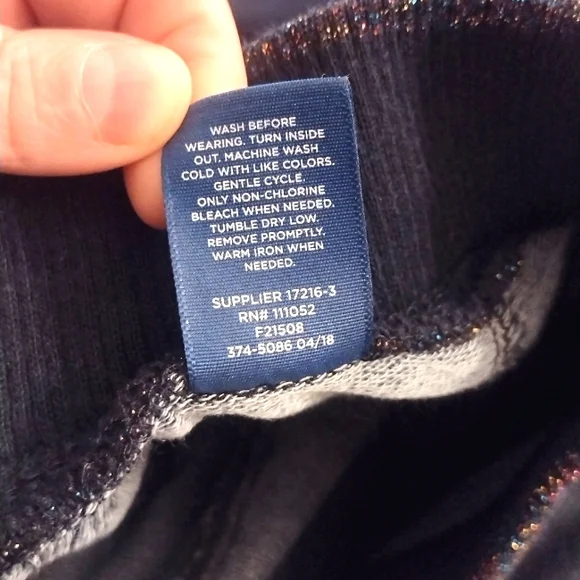 WASH BEFORE
WEARING. TURN INSIDE
OUT. MACHINE WASH
COLD WITH LIKE COLORS.
GENTLE CYCLE.
ONLY NON-CHLORINE
BLEACH WHEN NEEDED.
TUMBLE DRY LOW.
REMOVE PROMPTLY.
WARM IRON WHEN
NEEDED.
SUPPLIER 17216-3
RN# 111052
F21508
374-5086 04/18